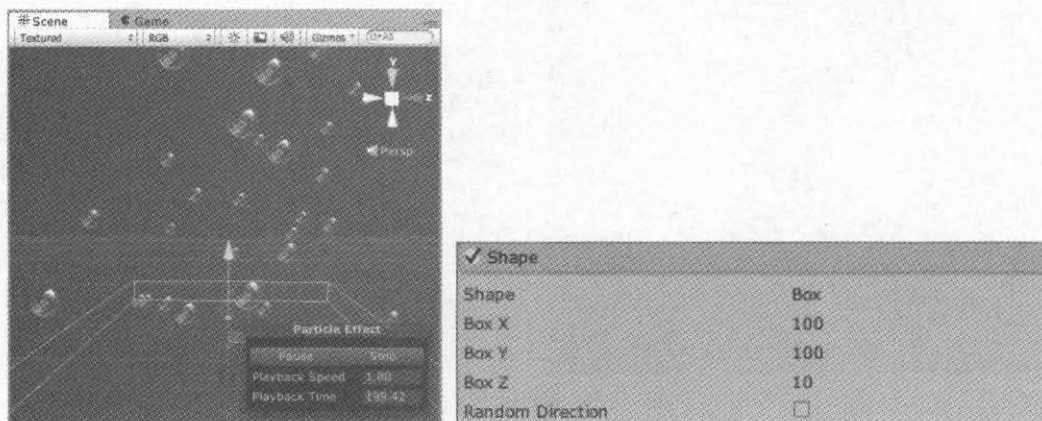 Scene Game
Textured RGB Gizmos All
y
z
Persp
Particle Effect
Pause Stop
Playback Speed 1.00
Playback Time 199.42
Shape
Shape Box
Box X 100
Box Y 100
Box Z 10
Random Direction